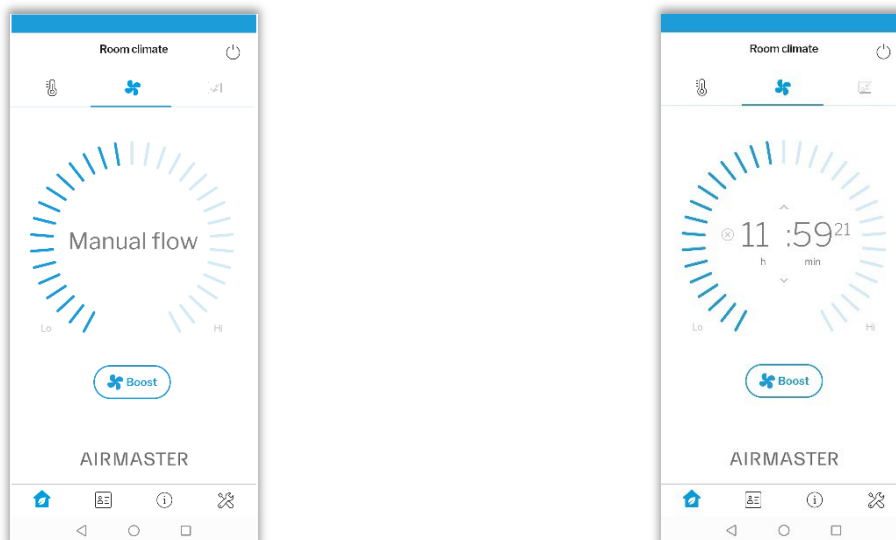 Room climate
Manual flow
Lo
Hi
Boost
AIRMASTER
Room climate
11 :59 21
h
min
Lo
Hi
Boost
AIRMASTER